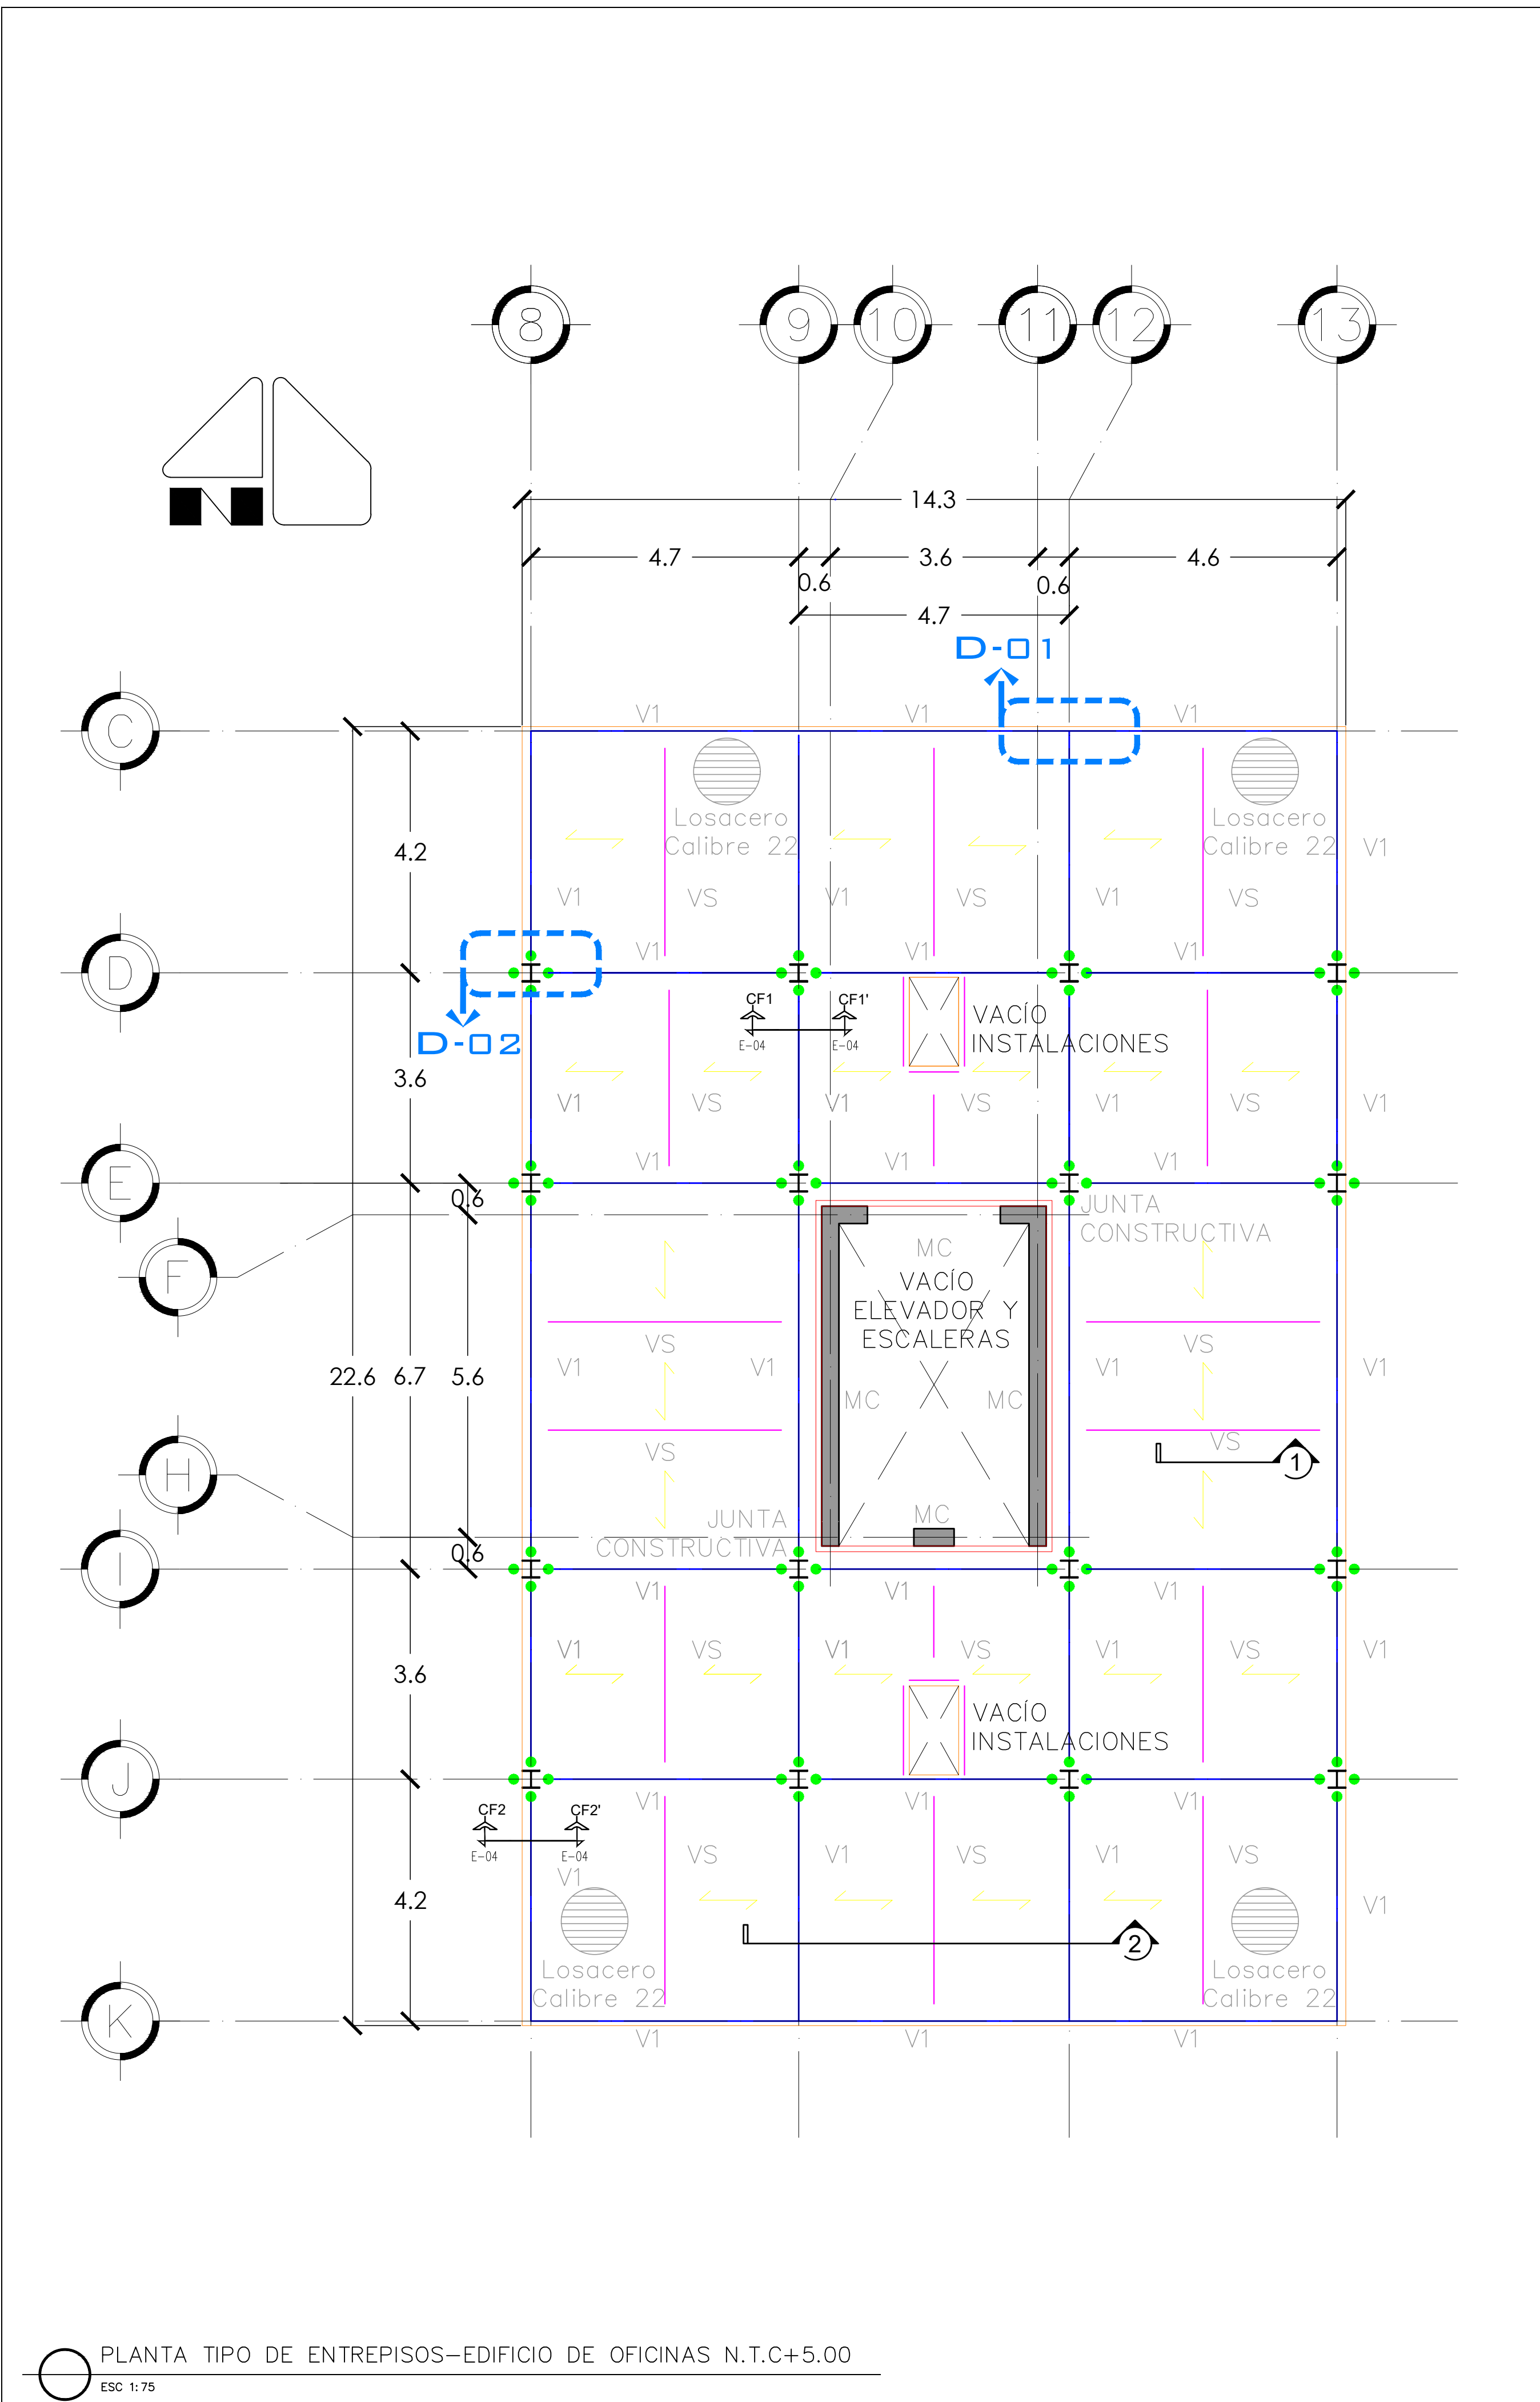 8 9 10 11 12 13
N
14.3
4.7 3.6 4.6
0.6 0.6
4.7
D-01
C
V1 V1 V1
Losacero
Calibre 22
Losacero
Calibre 22
4.2
V1
V1 VS V1 VS V1 VS
V1 V1 V1
D
CF1 CF1'
E-04 E-04
VACÍO
INSTALACIONES
D-02
3.6
V1 VS V1 VS V1 VS V1
V1 V1 V1
E
0.6
JUNTA
CONSTRUCTIVA
F
MC
VACÍO
ELEVADOR Y
ESCALERAS
VS VS
V1 V1 V1 V1
22.6 6.7 5.6
MC MC
VS VS
1
H
MC
JUNTA
CONSTRUCTIVA
0.6
I
V1 V1 V1
V1 VS V1 VS V1 VS V1
3.6
VACÍO
INSTALACIONES
J
V1 V1 V1
CF2 CF2'
E-04 E-04
VS V1 VS V1 VS
V1
4.2
V1
2
Losacero
Calibre 22
Losacero
Calibre 22
K
V1 V1 V1
PLANTA TIPO DE ENTREPISOS-EDIFICIO DE OFICINAS N.T.C+5.00
ESC 1:75